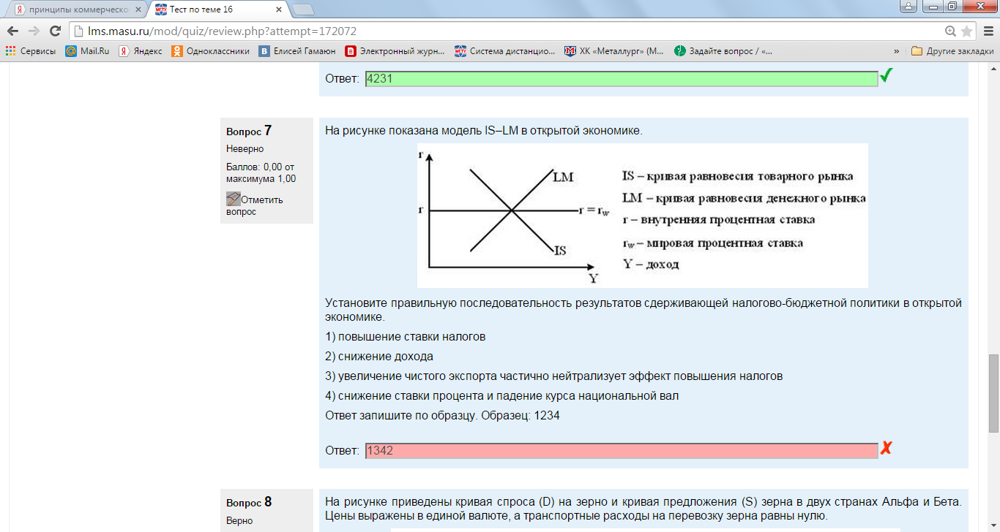 принципы коммерческо
Тест по теме 16
lms.masu.ru/mod/quiz/review.php?attempt=172072
Сервисы
Mail.Ru
Яндекс
Одноклассники
Елисей Гамаюн
Электронный журн...
Система дистанцио...
ХК «Металлург» (М...
Задайте вопрос / «...
»
Другие закладки
Ответ: 4231
Вопрос 7
Неверно
Баллов: 0,00 от
максимума 1,00
Отметить
вопрос
На рисунке показана модель IS–LM в открытой экономике.
r
LM
r
r = rw
IS
Y
IS – кривая равновесия товарного рынка
LM – кривая равновесия денежного рынка
r – внутренняя процентная ставка
rw – мировая процентная ставка
Y – доход
Установите правильную последовательность результатов сдерживающей налогово-бюджетной политики в открытой
экономике.
1) повышение ставки налогов
2) снижение дохода
3) увеличение чистого экспорта частично нейтрализует эффект повышения налогов
4) снижение ставки процента и падение курса национальной вал
Ответ запишите по образцу. Образец: 1234
Ответ: 1342
Вопрос 8
Верно
На рисунке приведены кривая спроса (D) на зерно и кривая предложения (S) зерна в двух странах Альфа и Бета.
Цены выражены в единой валюте, а транспортные расходы на перевозку зерна равны нулю.